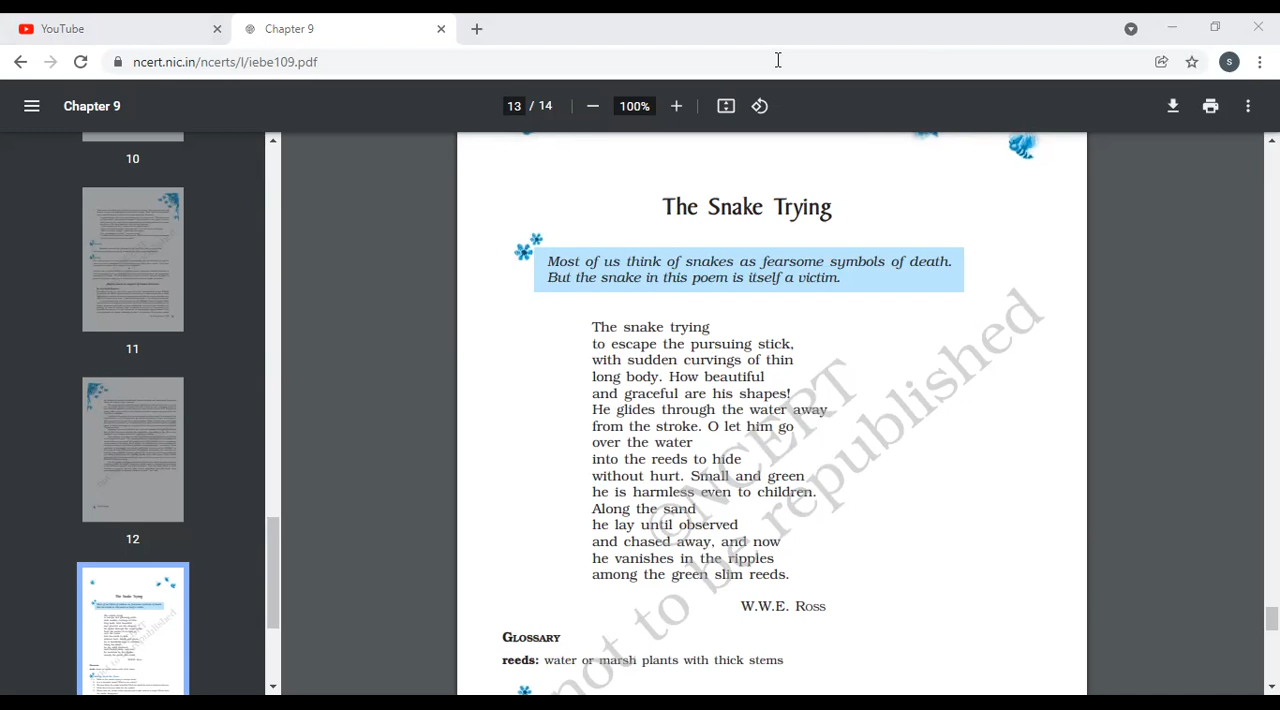 YouTube
Chapter 9
S
ncert.nic.in/ncerts/l/iebe109.pdf
Chapter 9
13 / 14
100%
10
11
12
The Snake Trying
Most of us think of snakes as fearsome symbols of death.
But the snake in this poem is itself a victim.
The snake trying
to escape the pursuing stick,
with sudden curvings of thin
long body. How beautiful
and graceful are his shapes!
He glides through the water away
from the stroke. O let him go
over the water
into the reeds to hide
without hurt. Small and green
he is harmless even to children.
Along the sand
he lay until observed
and chased away, and now
he vanishes in the ripples
among the green slim reeds.
W.W.E. Ross
GLOSSARY
reeds: water or marsh plants with thick stems
©NCERT
not to be republished
The Snake Trying